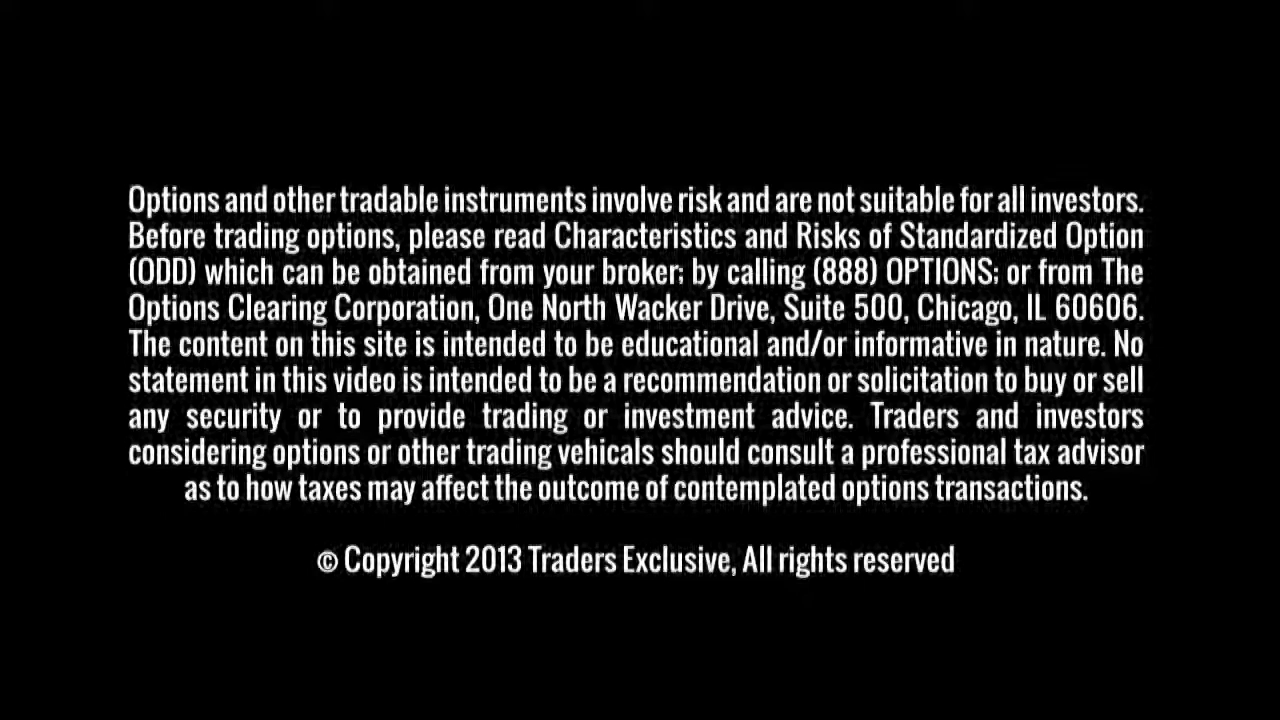 Options and other tradable instruments involve risk and are not suitable for all investors.
Before trading options, please read Characteristics and Risks of Standardized Option
(ODD) which can be obtained from your broker; by calling (888) OPTIONS; or from The
Options Clearing Corporation, One North Wacker Drive, Suite 500, Chicago, IL 60606.
The content on this site is intended to be educational and/or informative in nature. No
statement in this video is intended to be a recommendation or solicitation to buy or sell
any security or to provide trading or investment advice. Traders and investors
considering options or other trading vehicals should consult a professional tax advisor
as to how taxes may affect the outcome of contemplated options transactions.
© Copyright 2013 Traders Exclusive, All rights reserved